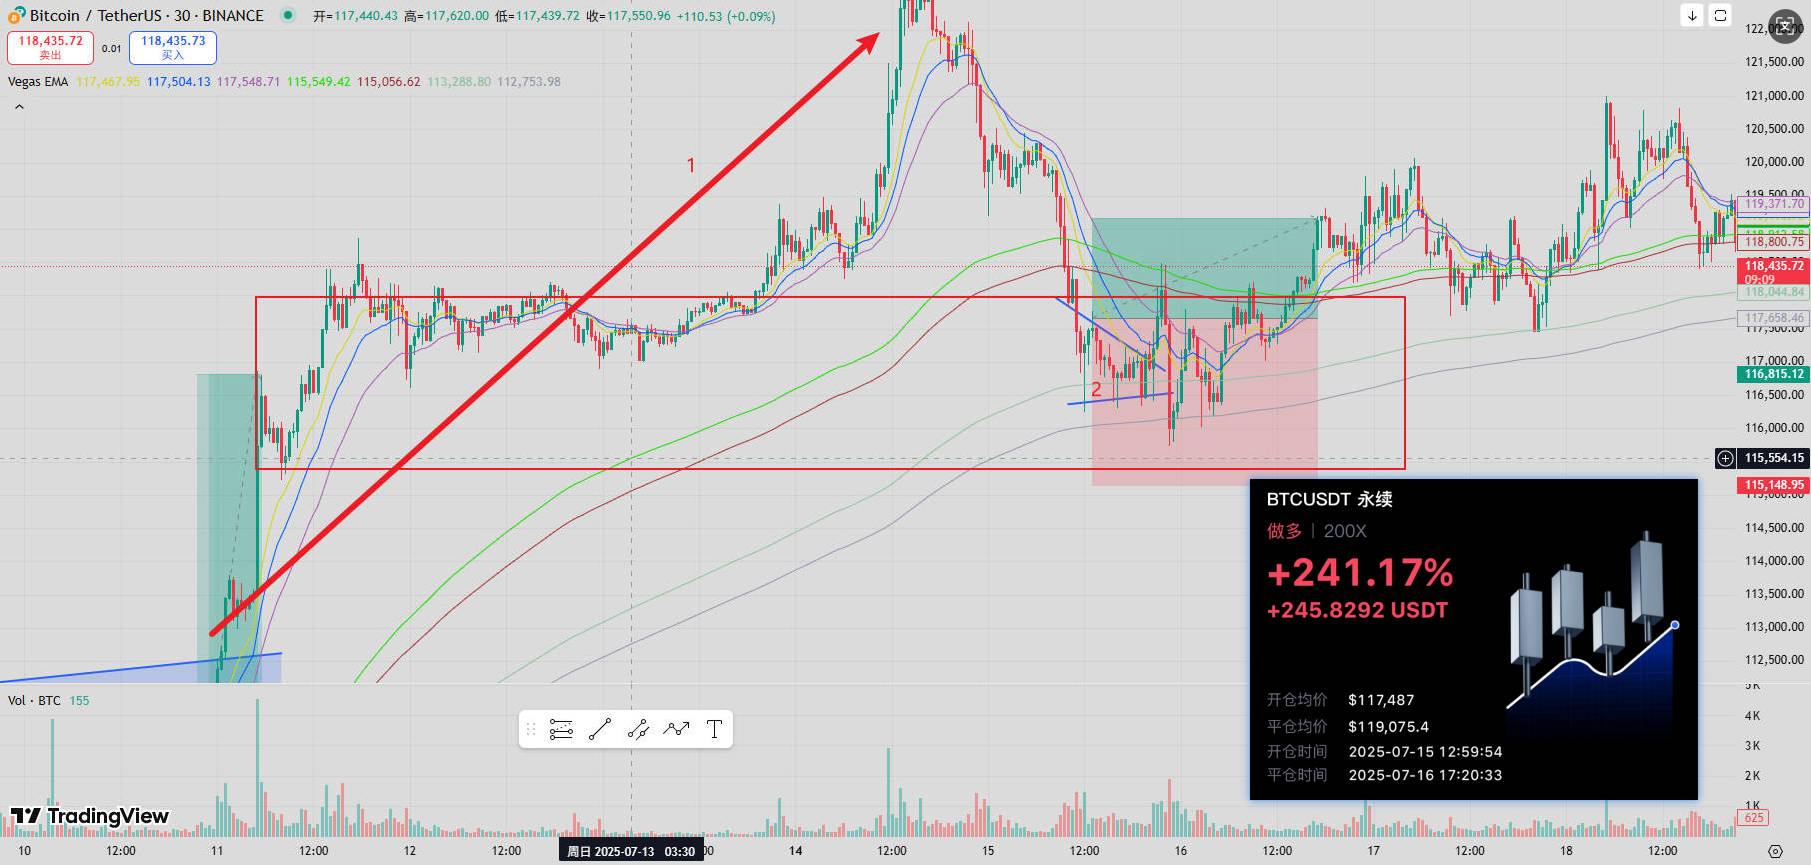 Bitcoin / TetherUS · 30 · BINANCE 开=117,440.43 高=117,620.00 低=117,439.72 收=117,550.96 +110.53 (+0.09%)
118,435.72 0.01 118,435.73
卖出 买入
Vegas EMA 117,467.95 117,504.13 117,548.71 115,549.42 115,056.62 113,288.80 112,753.98
1
2
121,500.00
121,000.00
120,500.00
120,000.00
119,500.00
119,371.70
118,800.75
118,435.72
09:09
118,044.84
117,658.46
117,500.00
117,000.00
116,815.12
116,500.00
116,000.00
115,554.15
115,148.95
115,000.00
114,500.00
114,000.00
113,500.00
113,000.00
112,500.00
BTCUSDT 永续
做多 | 200X
+241.17%
+245.8292 USDT
开仓均价 $117,487
平仓均价 $119,075.4
开仓时间 2025-07-15 12:59:54
平仓时间 2025-07-16 17:20:33
Vol · BTC 155
T
5K
4K
3K
2K
1K
625
TradingView
10 12:00 11 12:00 12 12:00 周日 2025-07-13 03:30 14 12:00 15 12:00 16 12:00 17 12:00 18 12:00